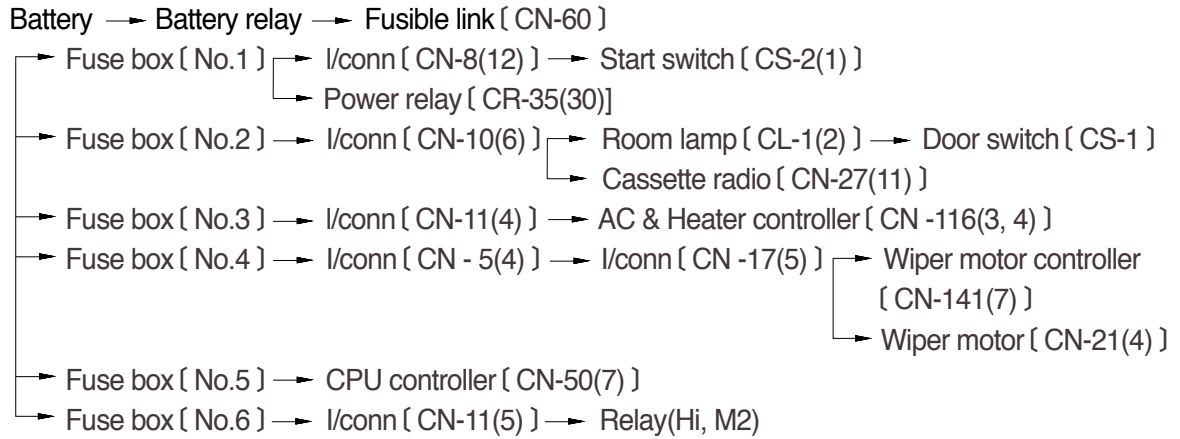 Battery → Battery relay → Fusible link〔 CN-60 〕
Fuse box〔 No.1 〕 → I/conn〔 CN-8(12) 〕 → Start switch〔 CS-2(1) 〕
→ Power relay〔 CR-35(30)]
Fuse box〔 No.2 〕 → I/conn〔 CN-10(6) 〕 → Room lamp〔 CL-1(2) 〕 → Door switch〔 CS-1 〕
→ Cassette radio〔 CN-27(11) 〕
Fuse box〔 No.3 〕 → I/conn〔 CN-11(4) 〕 → AC & Heater controller〔 CN -116(3, 4) 〕
Fuse box〔 No.4 〕 → I/conn〔 CN - 5(4) 〕 → I/conn〔 CN -17(5) 〕 → Wiper motor controller
〔 CN-141(7) 〕
→ Wiper motor〔 CN-21(4) 〕
Fuse box〔 No.5 〕 → CPU controller〔 CN-50(7) 〕
Fuse box〔 No.6 〕 → I/conn〔 CN-11(5) 〕 → Relay(Hi, M2)